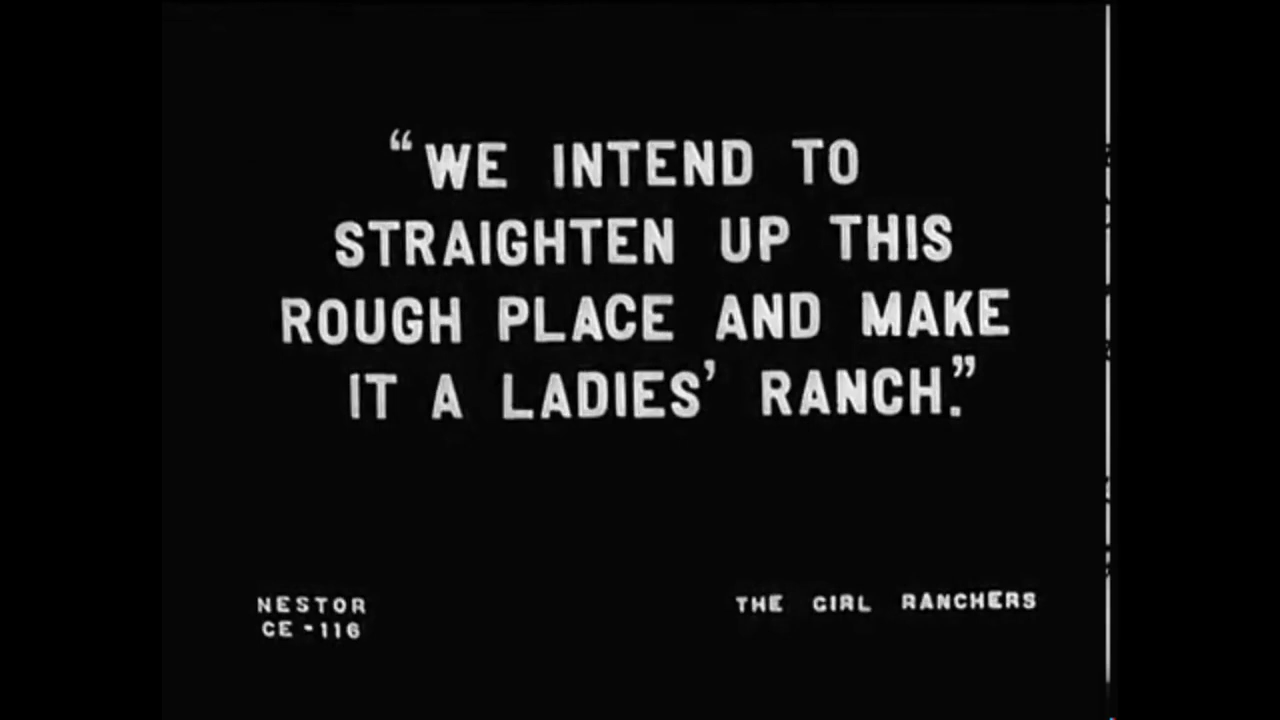 “WE INTEND TO
STRAIGHTEN UP THIS
ROUGH PLACE AND MAKE
IT A LADIES’ RANCH.”
NESTOR
CE-116
THE GIRL RANCHERS